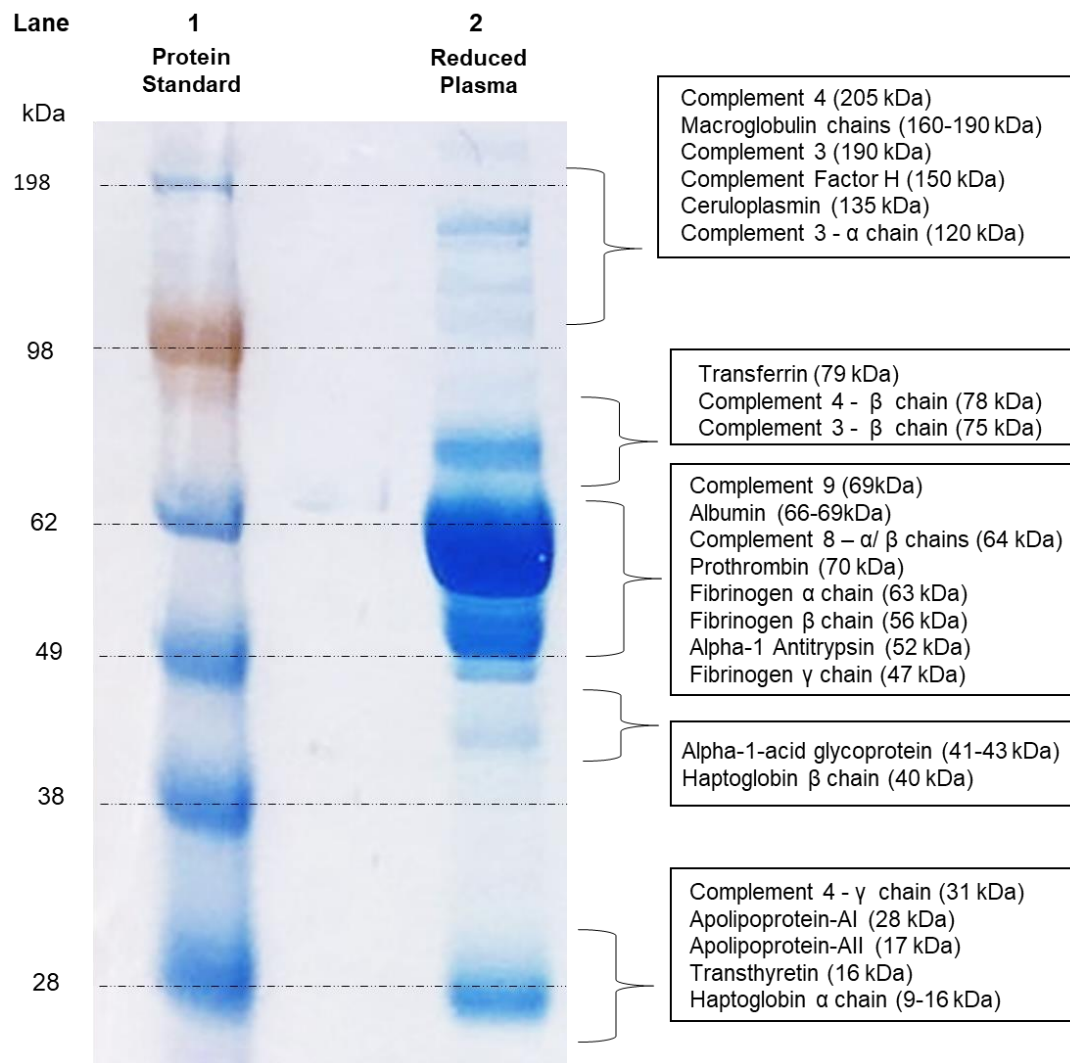 Lane 1 2
Protein Reduced
Standard Plasma
kDa
198
98
62
49
38
28
Complement 4 (205 kDa)
Macroglobulin chains (160-190 kDa)
Complement 3 (190 kDa)
Complement Factor H (150 kDa)
Ceruloplasmin (135 kDa)
Complement 3 - α chain (120 kDa)
Transferrin (79 kDa)
Complement 4 - β chain (78 kDa)
Complement 3 - β chain (75 kDa)
Complement 9 (69kDa)
Albumin (66-69kDa)
Complement 8 – α/ β chains (64 kDa)
Prothrombin (70 kDa)
Fibrinogen α chain (63 kDa)
Fibrinogen β chain (56 kDa)
Alpha-1 Antitrypsin (52 kDa)
Fibrinogen γ chain (47 kDa)
Alpha-1-acid glycoprotein (41-43 kDa)
Haptoglobin β chain (40 kDa)
Complement 4 - γ chain (31 kDa)
Apolipoprotein-AI (28 kDa)
Apolipoprotein-AII (17 kDa)
Transthyretin (16 kDa)
Haptoglobin α chain (9-16 kDa)